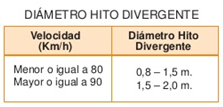 DIÁMETRO HITO DIVERGENTE
Velocidad
(Km/h)
Diámetro Hito
Divergente
Menor o igual a 80
0,8 – 1,5 m.
Mayor o igual a 90
1,5 – 2,0 m.